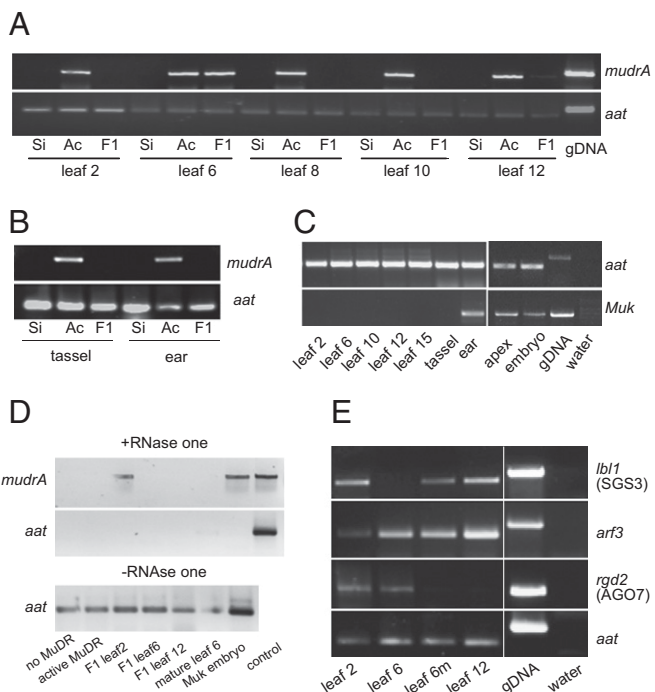 A
mudrA
aat
Si Ac F1 Si Ac F1 Si Ac F1 Si Ac F1 Si Ac F1 gDNA
leaf 2 leaf 6 leaf 8 leaf 10 leaf 12
B
mudrA
aat
Si Ac F1 Si Ac F1
tassel ear
C
aat
Muk
leaf 2 leaf 6 leaf 10 leaf 12 leaf 15 tassel ear apex embryo gDNA water
D
+RNase one
mudrA
aat
-RNAse one
aat
no MuDR active MuDR F1 leaf2 F1 leaf6 F1 leaf 12 mature leaf 6 Muk embryo control
E
lbl1
(SGS3)
arf3
rgd2
(AGO7)
aat
leaf 2 leaf 6 leaf 6m leaf 12 gDNA water